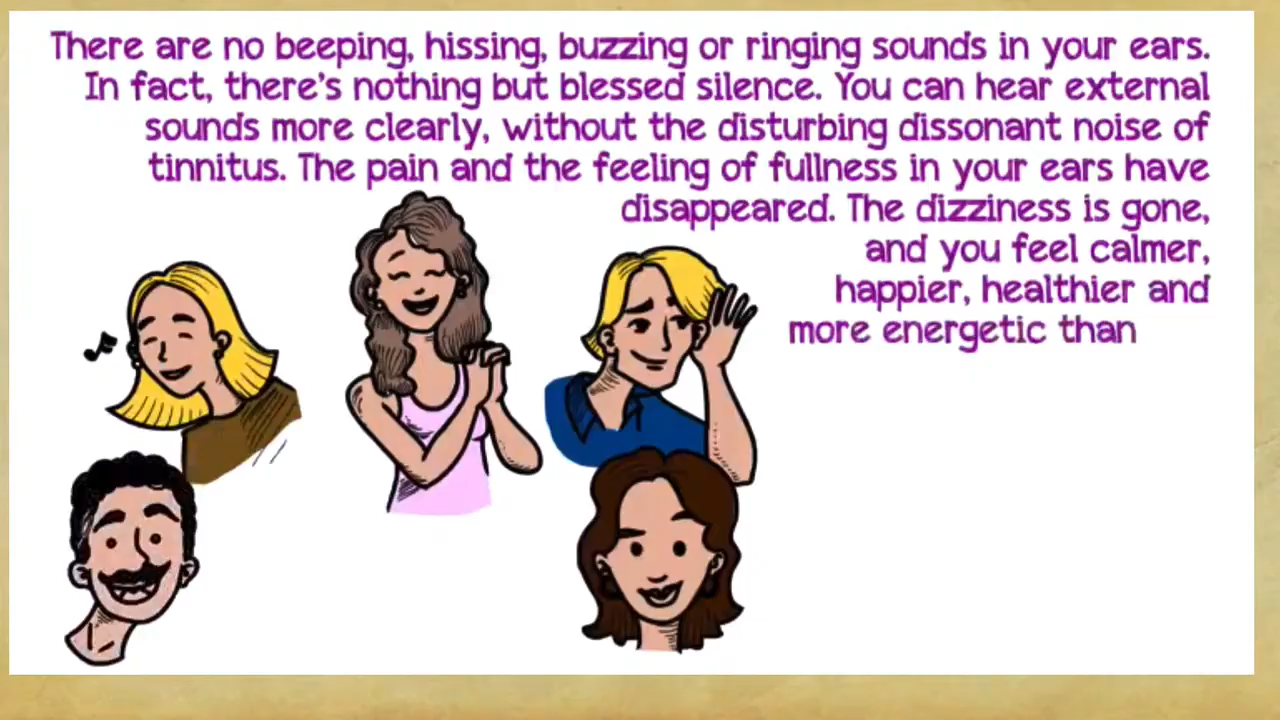 There are no beeping, hissing, buzzing or ringing sounds in your ears.
In fact, there's nothing but blessed silence. You can hear external
sounds more clearly, without the disturbing dissonant noise of
tinnitus. The pain and the feeling of fullness in your ears have
disappeared. The dizziness is gone,
and you feel calmer,
happier, healthier and
more energetic than